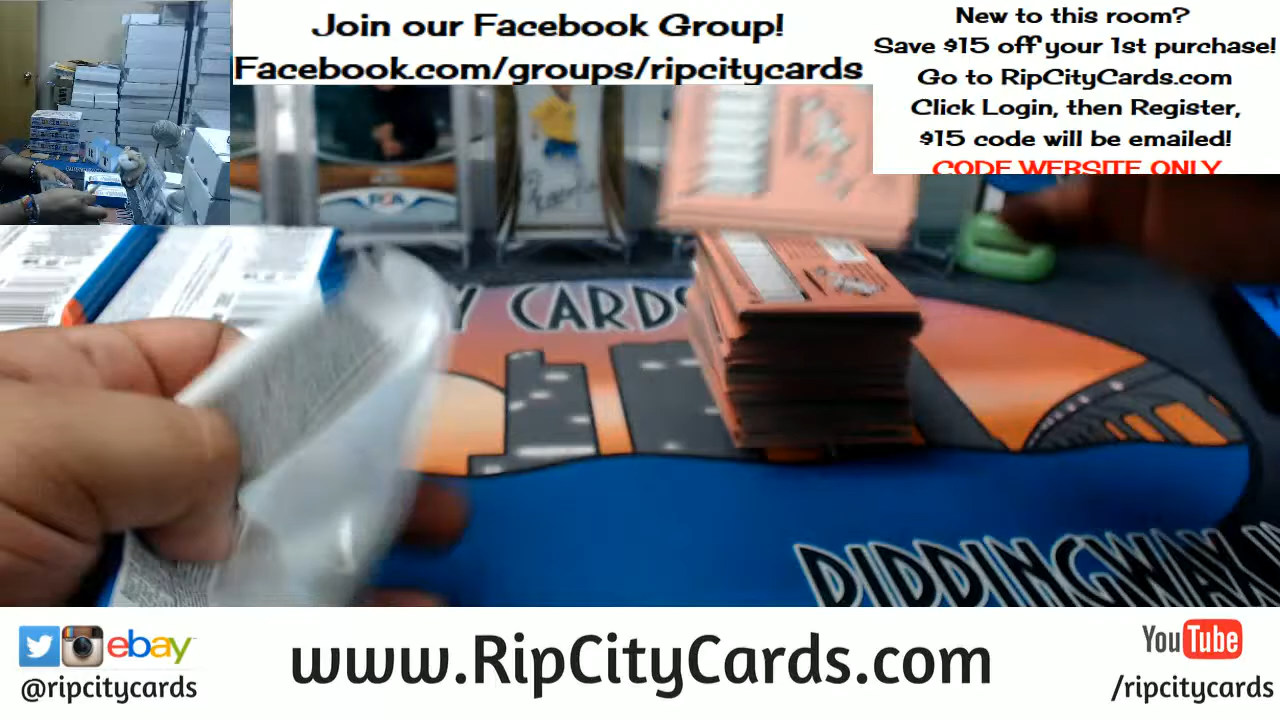 Join our Facebook Group!
Facebook.com/groups/ripcitycards
New to this room?
Save $15 off your 1st purchase!
Go to RipCityCards.com
Click Login, then Register,
$15 code will be emailed!
CODE WEBSITE ONLY
Y CARDS
RIPPINGWAX
ebay
@ripcitycards
www.RipCityCards.com
YouTube
/ripcitycards